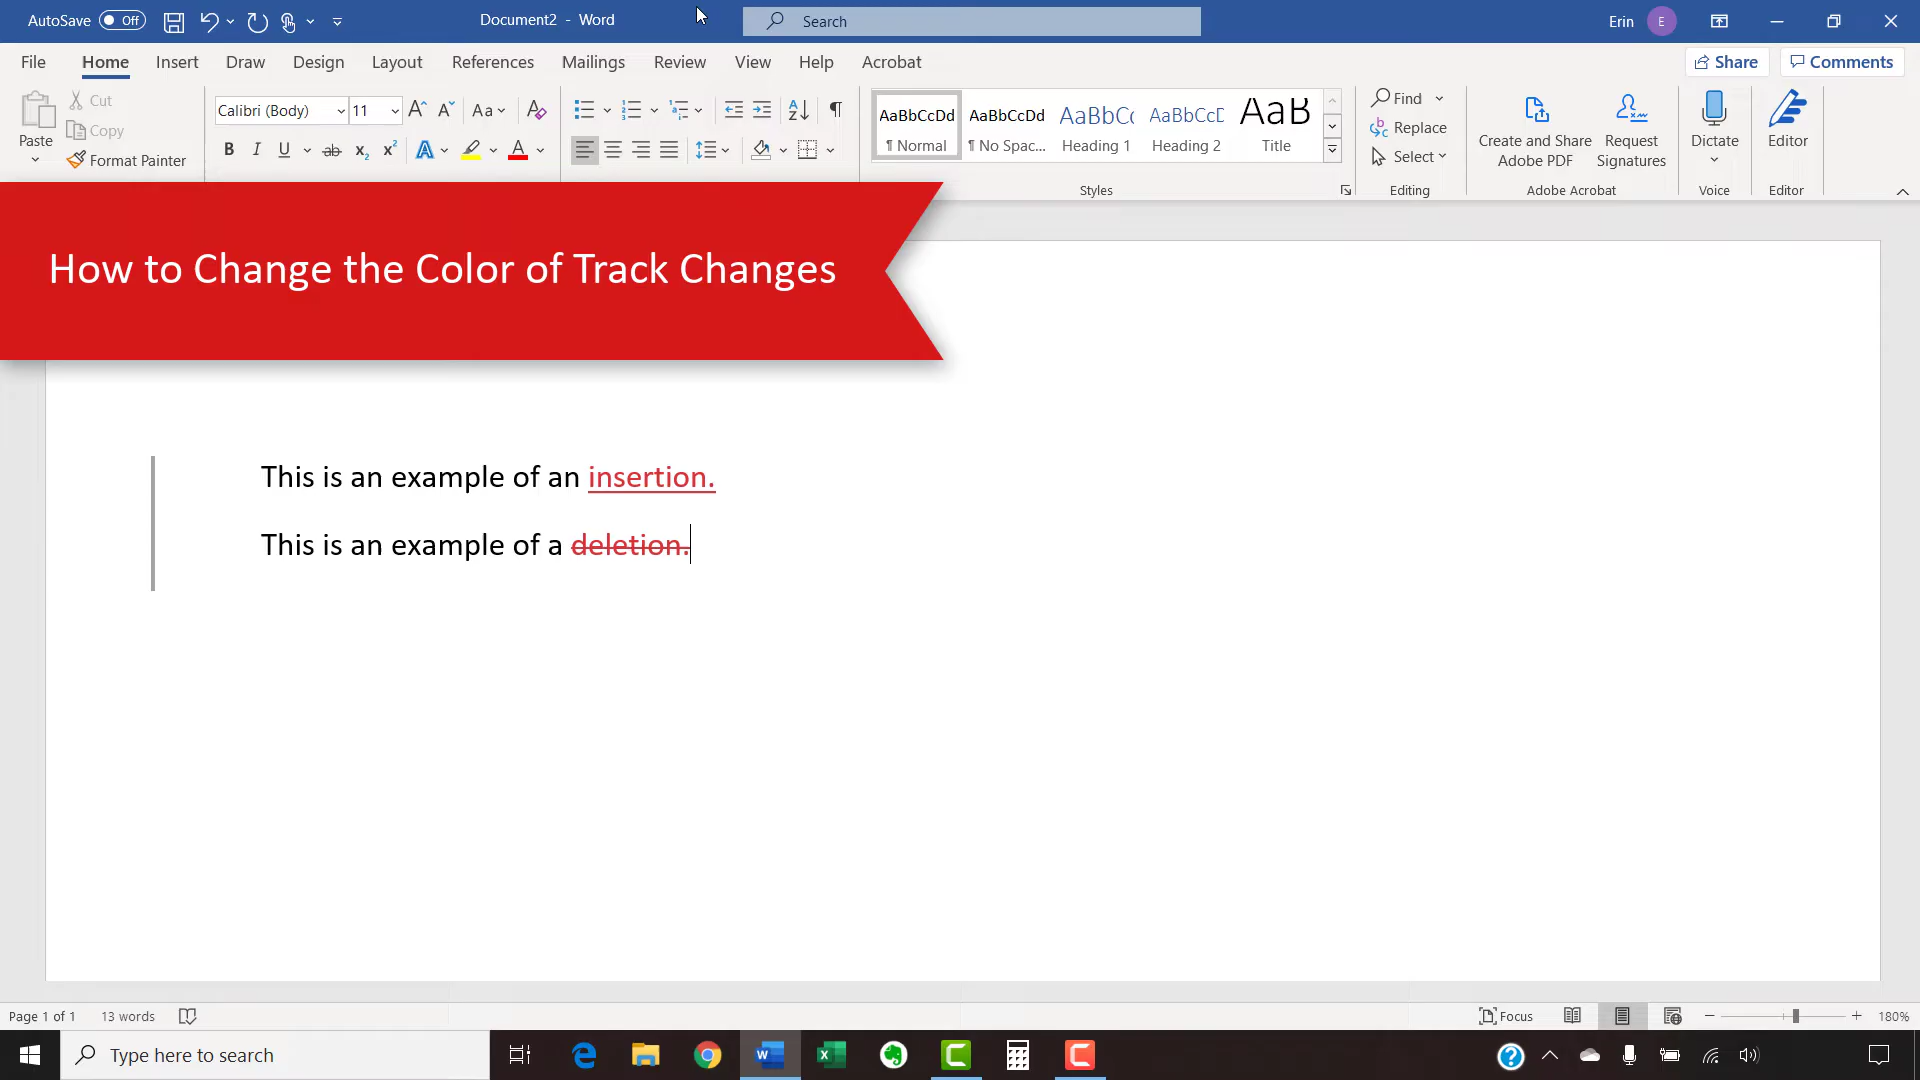 AutoSave Off
Document2 - Word
Search
Erin E
File Home Insert Draw Design Layout References Mailings Review View Help Acrobat
Share Comments
Paste
Cut
Copy
Format Painter
Calibri (Body) 11
AaBbCcDd AaBbCcDd AaBbCc AaBbCcD AaB
¶ Normal ¶ No Spac... Heading 1 Heading 2 Title
Styles
Find
Replace
Select
Editing
Create and Share Adobe PDF
Request Signatures
Adobe Acrobat
Dictate
Voice
Editor
Editor
How to Change the Color of Track Changes
This is an example of an insertion.
This is an example of a deletion.
Page 1 of 1 13 words
Focus
180%
Type here to search